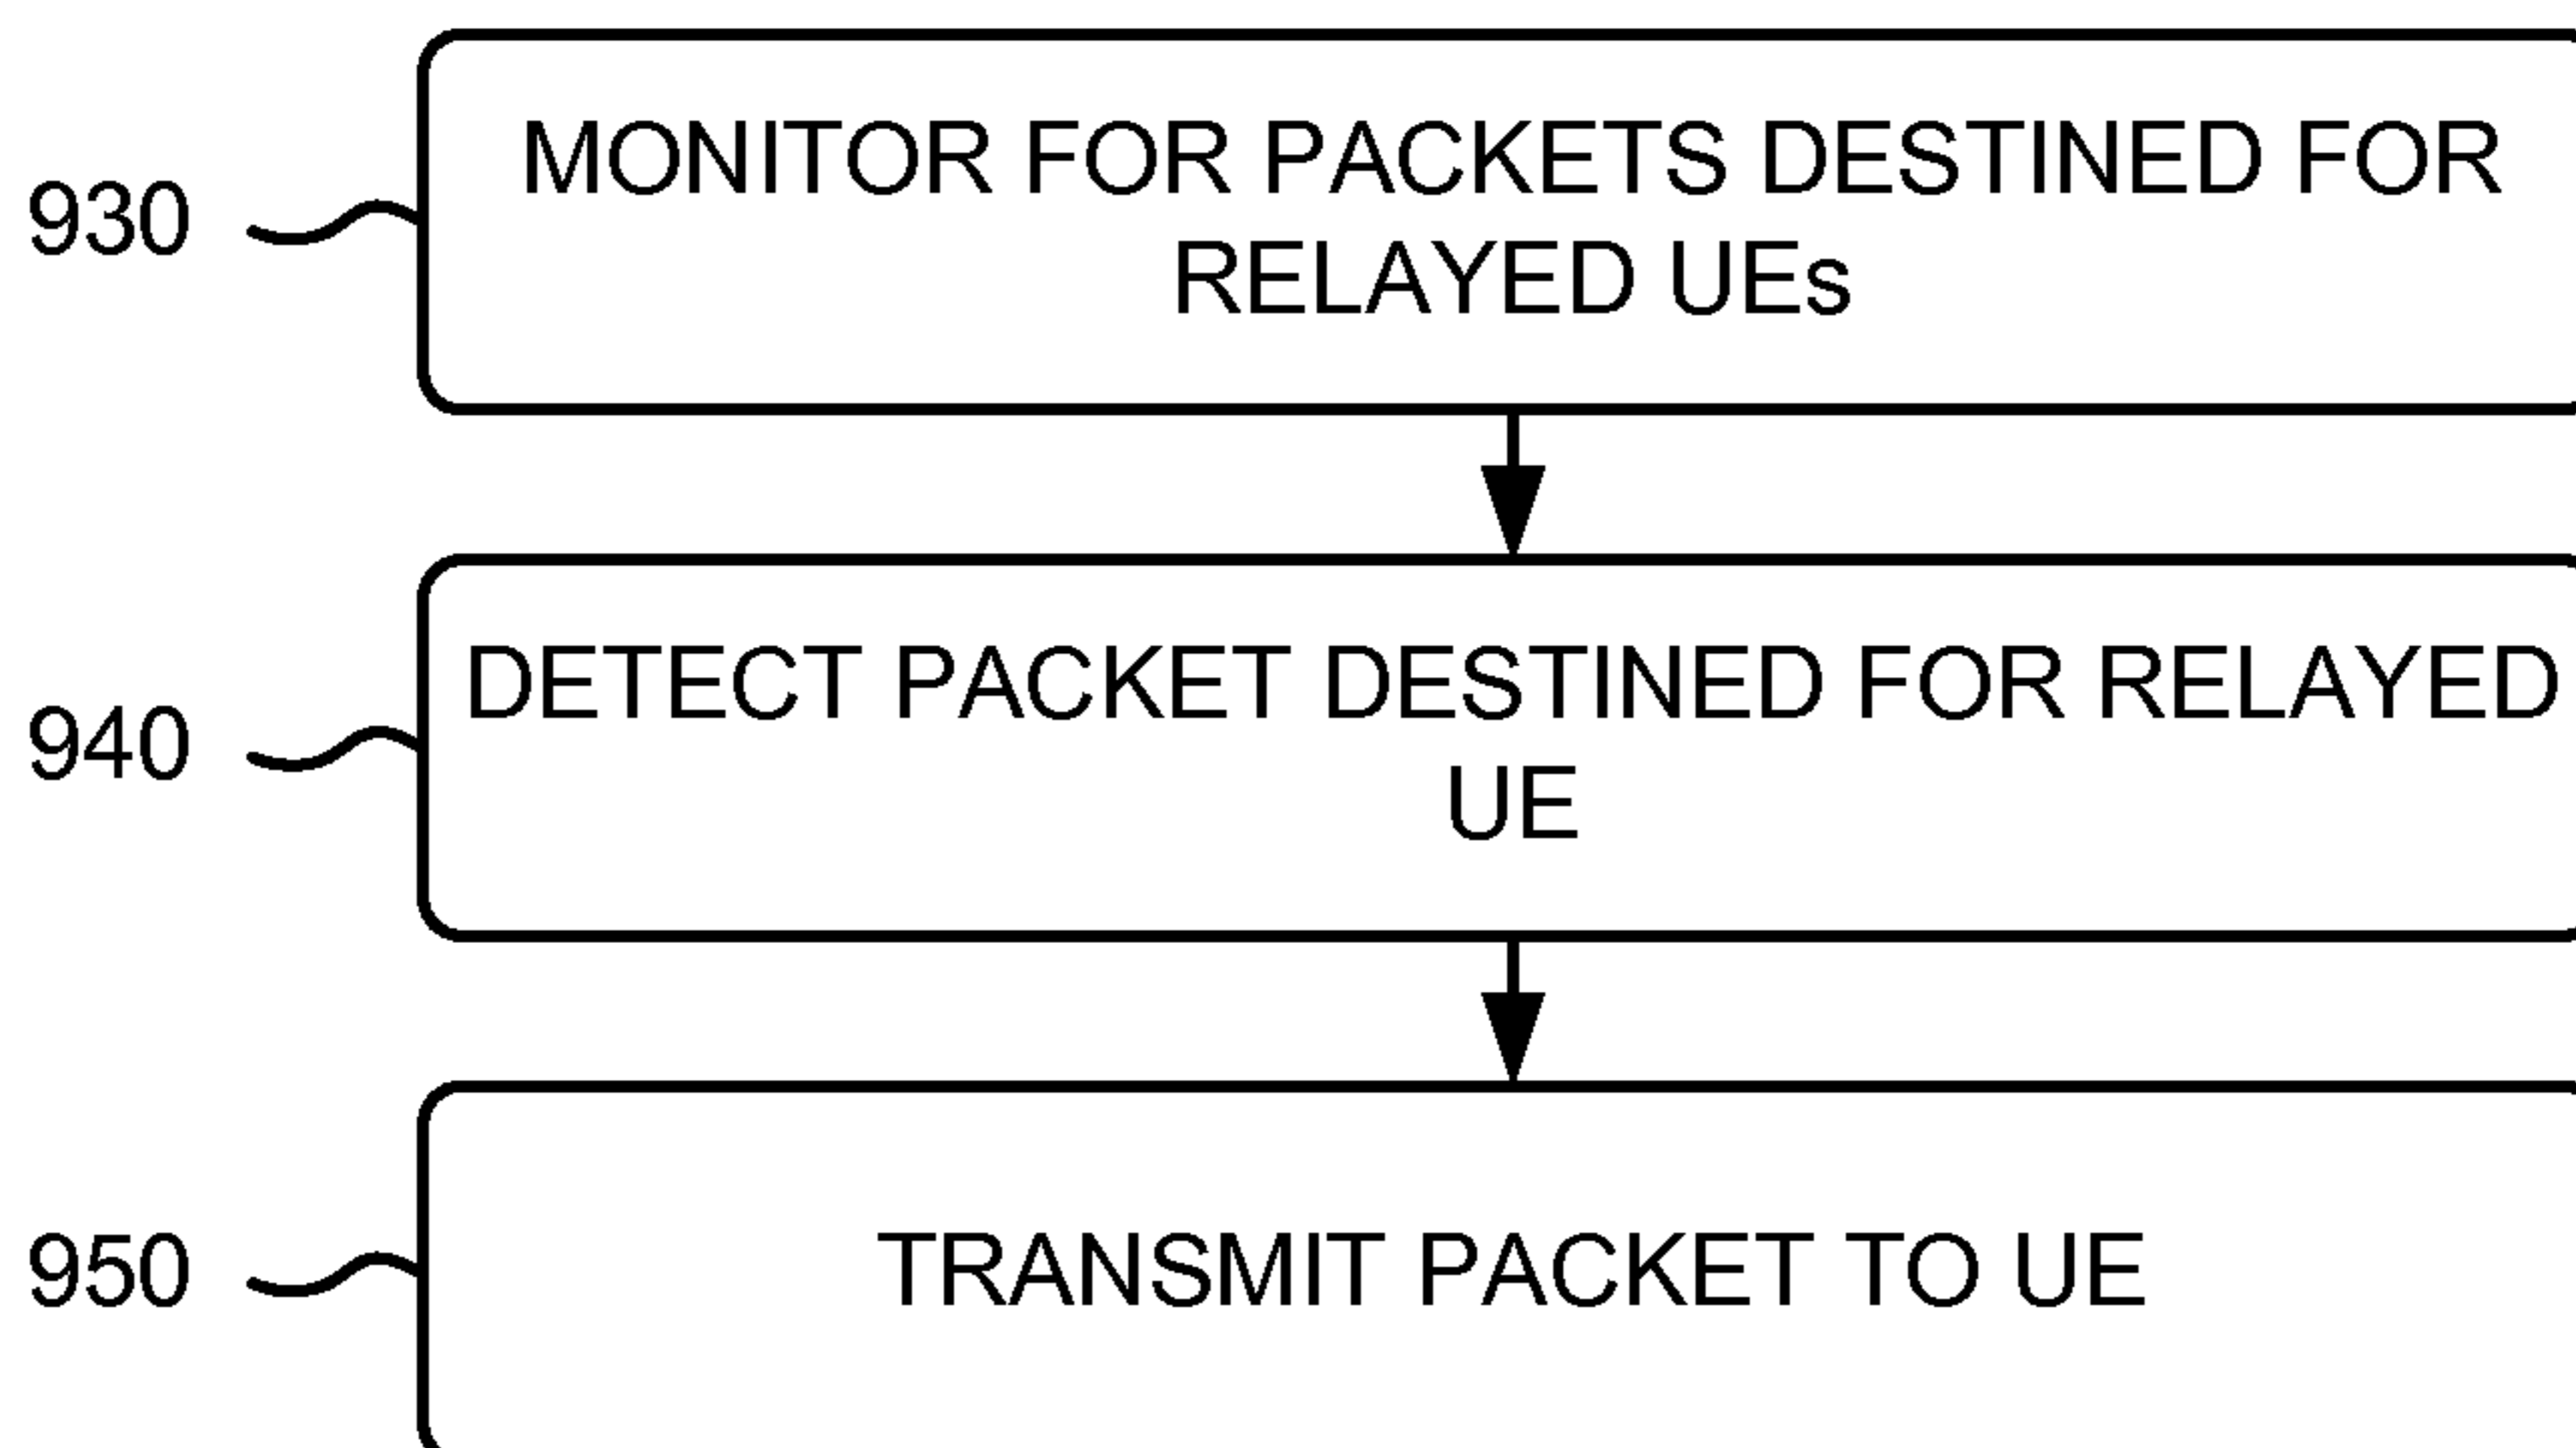 930
MONITOR FOR PACKETS DESTINED FOR
RELAYED UEs
940
DETECT PACKET DESTINED FOR RELAYED
UE
950
TRANSMIT PACKET TO UE